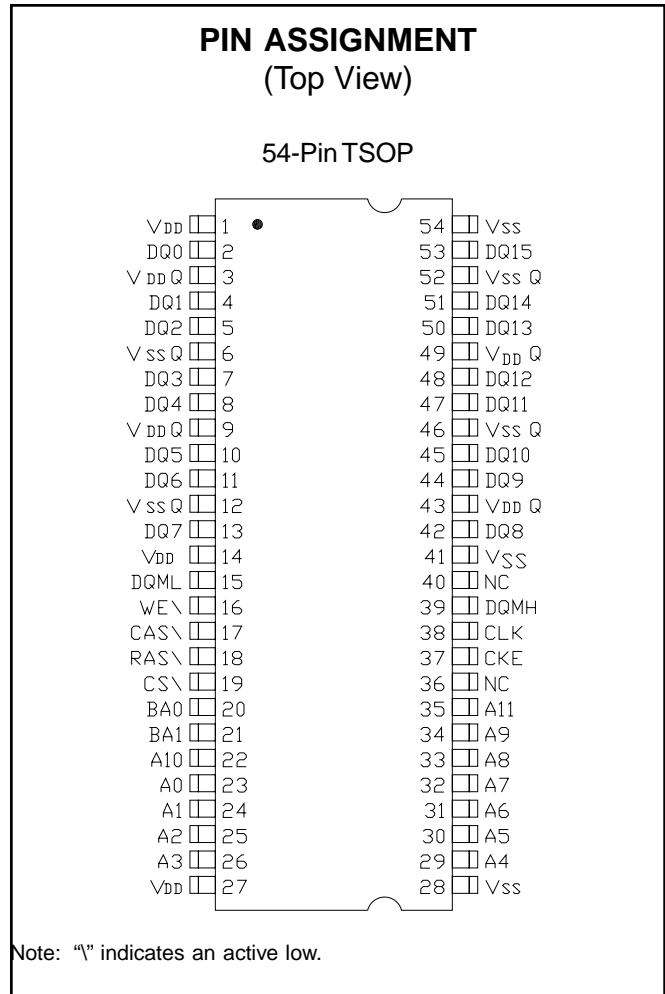 PIN ASSIGNMENT
(Top View)
54-Pin TSOP
VDD 1 54 VSS
DQ0 2 53 DQ15
VDDQ 3 52 VSSQ
DQ1 4 51 DQ14
DQ2 5 50 DQ13
VSSQ 6 49 VDDQ
DQ3 7 48 DQ12
DQ4 8 47 DQ11
VDDQ 9 46 VSSQ
DQ5 10 45 DQ10
DQ6 11 44 DQ9
VSSQ 12 43 VDDQ
DQ7 13 42 DQ8
VDD 14 41 VSS
DQML 15 40 NC
WE\ 16 39 DQMH
CAS\ 17 38 CLK
RAS\ 18 37 CKE
CS\ 19 36 NC
BA0 20 35 A11
BA1 21 34 A9
A10 22 33 A8
A0 23 32 A7
A1 24 31 A6
A2 25 30 A5
A3 26 29 A4
VDD 27 28 VSS
Note: “\” indicates an active low.